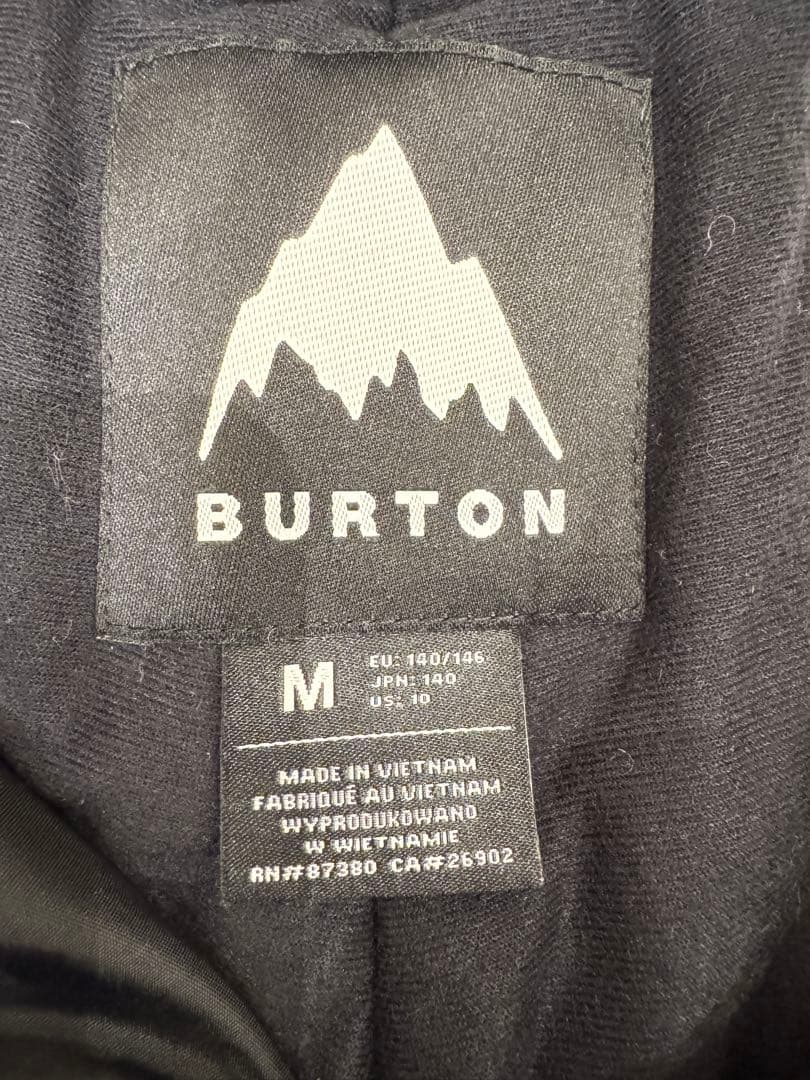 BURTON
M
EU: 140/146
JPN: 140
US: 10
MADE IN VIETNAM
FABRIQUÉ AU VIETNAM
WYPRODUKOWANO
W WIETNAMIE
RN#87380 CA#26902